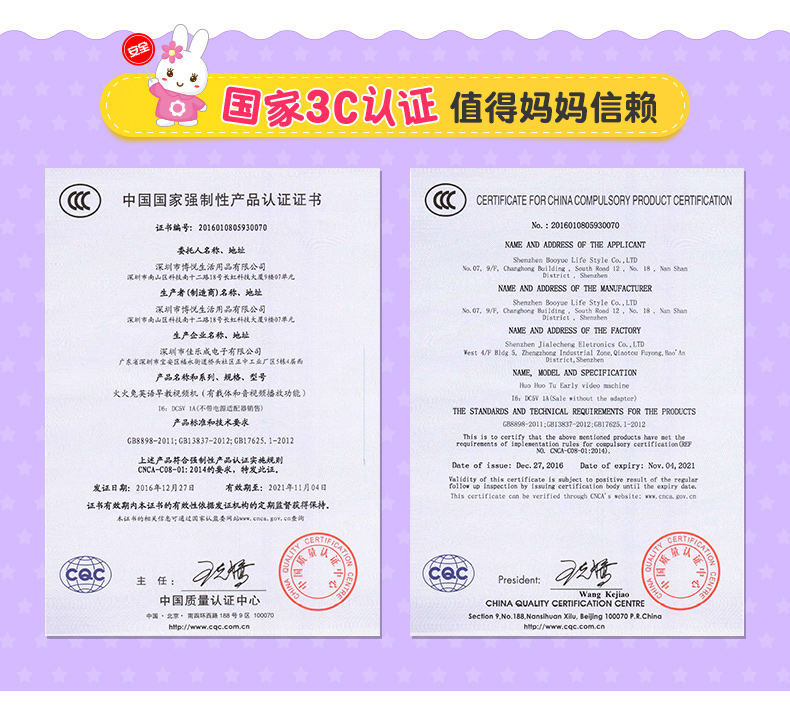 安全
国家3C认证 值得妈妈信赖
CCC
中国国家强制性产品认证证书
证书编号: 2016010805930070
委托人名称、地址
深圳市博悦生活用品有限公司
深圳市南山区科技南十二路18号长虹科技大厦9楼07单元
生产者(制造商)名称、地址
深圳市博悦生活用品有限公司
深圳市南山区科技南十二路18号长虹科技大厦9楼07单元
生产企业名称、地址
深圳市佳乐成电子有限公司
广东省深圳市宝安区福永街道桥头社区正中工业厂区5栋4层西
产品名称和系列、规格、型号
火火兔英语早教视频机(有载体和音视频播放功能)
I6: DC5V 1A(不带电源适配器销售)
产品标准和技术要求
GB8898-2011;GB13837-2012;GB17625.1-2012
上述产品符合强制性产品认证实施规则
CNCA-C08-01:2014的要求, 特发此证。
发证日期: 2016年12月27日 有效期至: 2021年11月04日
证书有效期内本证书的有效性依据发证机构的定期监督获得保持。
本证书的相关信息可通过国家认监委网站www.cnca.gov.cn查询
CQC
主 任:
CHINA QUALITY CERTIFICATION CENTRE
中国质量认证中心
中国质量认证中心
中国·北京·南四环西路188号9区 100070
http://www.cqc.com.cn
CCC
CERTIFICATE FOR CHINA COMPULSORY PRODUCT CERTIFICATION
No.: 2016010805930070
NAME AND ADDRESS OF THE APPLICANT
Shenzhen Booyue Life Style Co.,LTD
No.07, 9/F, Changhong Building , South Road 12 , No. 18 , Nan Shan
District , Shenzhen
NAME AND ADDRESS OF THE MANUFACTURER
Shenzhen Booyue Life Style Co.,LTD
No.07, 9/F, Changhong Building , South Road 12 , No. 18 , Nan Shan
District , Shenzhen
NAME AND ADDRESS OF THE FACTORY
Shenzhen Jialecheng Eletronics Co.,LTD
West 4/F Bldg 5, Zhengzhong Industrial Zone,Qiaotou Fuyong,Bao'An
District,Shenzhen
NAME, MODEL AND SPECIFICATION
Huo Huo Tu Early video machine
I6: DC5V 1A(Sale without the adapter)
THE STANDARDS AND TECHNICAL REQUIREMENTS FOR THE PRODUCTS
GB8898-2011;GB13837-2012;GB17625.1-2012
This is to certify that the above mentioned products have met the
requirements of implementation rules for compulsory certification(REF
NO. CNCA-C08-01:2014).
Date of issue: Dec.27,2016 Date of expiry: Nov.04,2021
Validity of this certificate is subject to positive result of the regular
follow up inspection by issuing certification body until the expiry date.
This certificate can be verified through CNCA's website: www.cnca.gov.cn
CQC
President:
Wang Kejiao
CHINA QUALITY CERTIFICATION CENTRE
中国质量认证中心
CHINA QUALITY CERTIFICATION CENTRE
Section 9,No.188,Nansihuan Xilu, Beijing 100070 P.R.China
http://www.cqc.com.cn